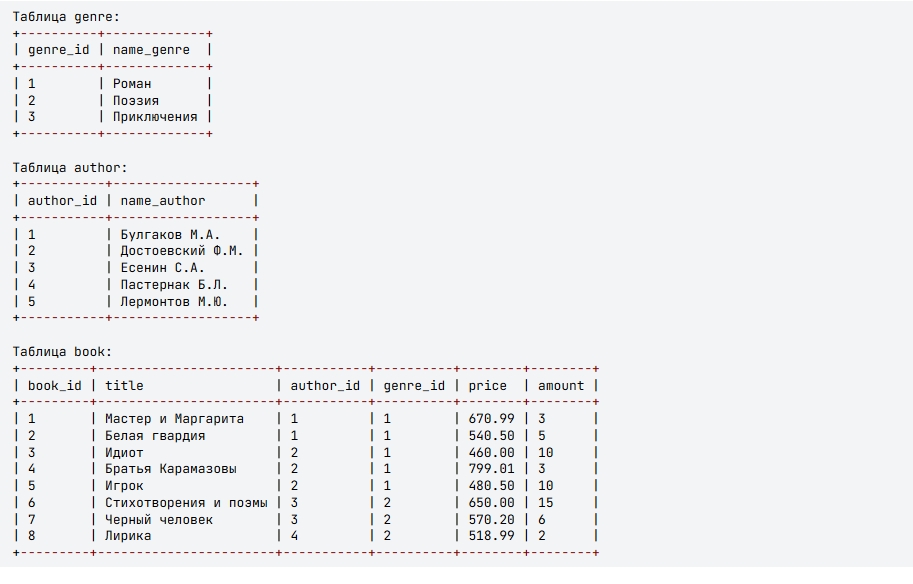 Таблица genre:
+----------+-------------+
| genre_id | name_genre  |
+----------+-------------+
| 1        | Роман       |
| 2        | Поэзия      |
| 3        | Приключения |
+----------+-------------+
Таблица author:
+-----------+------------------+
| author_id | name_author      |
+-----------+------------------+
| 1         | Булгаков М.А.    |
| 2         | Достоевский Ф.М. |
| 3         | Есенин С.А.      |
| 4         | Пастернак Б.Л.   |
| 5         | Лермонтов М.Ю.   |
+-----------+------------------+
Таблица book:
+---------+-----------------------+-----------+----------+--------+--------+
| book_id | title                 | author_id | genre_id | price  | amount |
+---------+-----------------------+-----------+----------+--------+--------+
| 1       | Мастер и Маргарита    | 1         | 1        | 670.99 | 3      |
| 2       | Белая гвардия         | 1         | 1        | 540.50 | 5      |
| 3       | Идиот                 | 2         | 1        | 460.00 | 10     |
| 4       | Братья Карамазовы     | 2         | 1        | 799.01 | 3      |
| 5       | Игрок                 | 2         | 1        | 480.50 | 10     |
| 6       | Стихотворения и поэмы | 3         | 2        | 650.00 | 15     |
| 7       | Черный человек        | 3         | 2        | 570.20 | 6      |
| 8       | Лирика                | 4         | 2        | 518.99 | 2      |
+---------+-----------------------+-----------+----------+--------+--------+